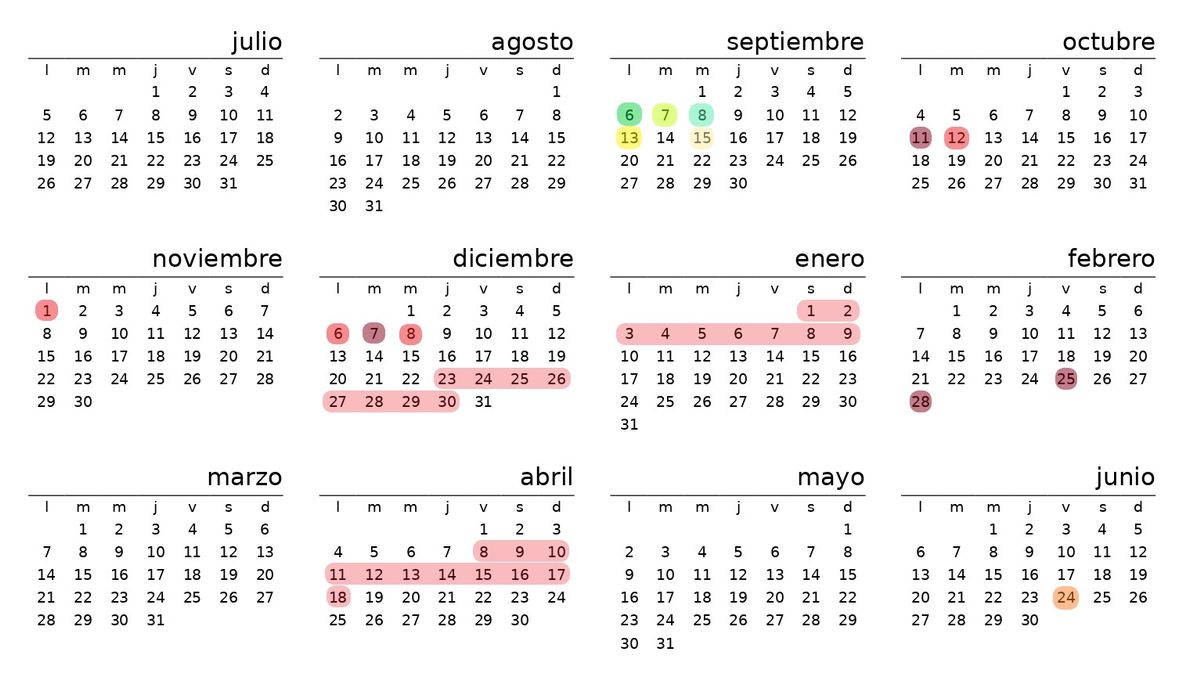 julio
l m m j v s d
1 2 3 4
5 6 7 8 9 10 11
12 13 14 15 16 17 18
19 20 21 22 23 24 25
26 27 28 29 30 31
agosto
l m m j v s d
1
2 3 4 5 6 7 8
9 10 11 12 13 14 15
16 17 18 19 20 21 22
23 24 25 26 27 28 29
30 31
septiembre
l m m j v s d
1 2 3 4 5
6 7 8 9 10 11 12
13 14 15 16 17 18 19
20 21 22 23 24 25 26
27 28 29 30
octubre
l m m j v s d
1 2 3
4 5 6 7 8 9 10
11 12 13 14 15 16 17
18 19 20 21 22 23 24
25 26 27 28 29 30 31
noviembre
l m m j v s d
1 2 3 4 5 6 7
8 9 10 11 12 13 14
15 16 17 18 19 20 21
22 23 24 25 26 27 28
29 30
diciembre
l m m j v s d
1 2 3 4 5
6 7 8 9 10 11 12
13 14 15 16 17 18 19
20 21 22 23 24 25 26
27 28 29 30 31
enero
l m m j v s d
1 2
3 4 5 6 7 8 9
10 11 12 13 14 15 16
17 18 19 20 21 22 23
24 25 26 27 28 29 30
31
febrero
l m m j v s d
1 2 3 4 5 6
7 8 9 10 11 12 13
14 15 16 17 18 19 20
21 22 23 24 25 26 27
28
marzo
l m m j v s d
1 2 3 4 5 6
7 8 9 10 11 12 13
14 15 16 17 18 19 20
21 22 23 24 25 26 27
28 29 30 31
abril
l m m j v s d
1 2 3
4 5 6 7 8 9 10
11 12 13 14 15 16 17
18 19 20 21 22 23 24
25 26 27 28 29 30
mayo
l m m j v s d
1
2 3 4 5 6 7 8
9 10 11 12 13 14 15
16 17 18 19 20 21 22
23 24 25 26 27 28 29
30 31
junio
l m m j v s d
1 2 3 4 5
6 7 8 9 10 11 12
13 14 15 16 17 18 19
20 21 22 23 24 25 26
27 28 29 30